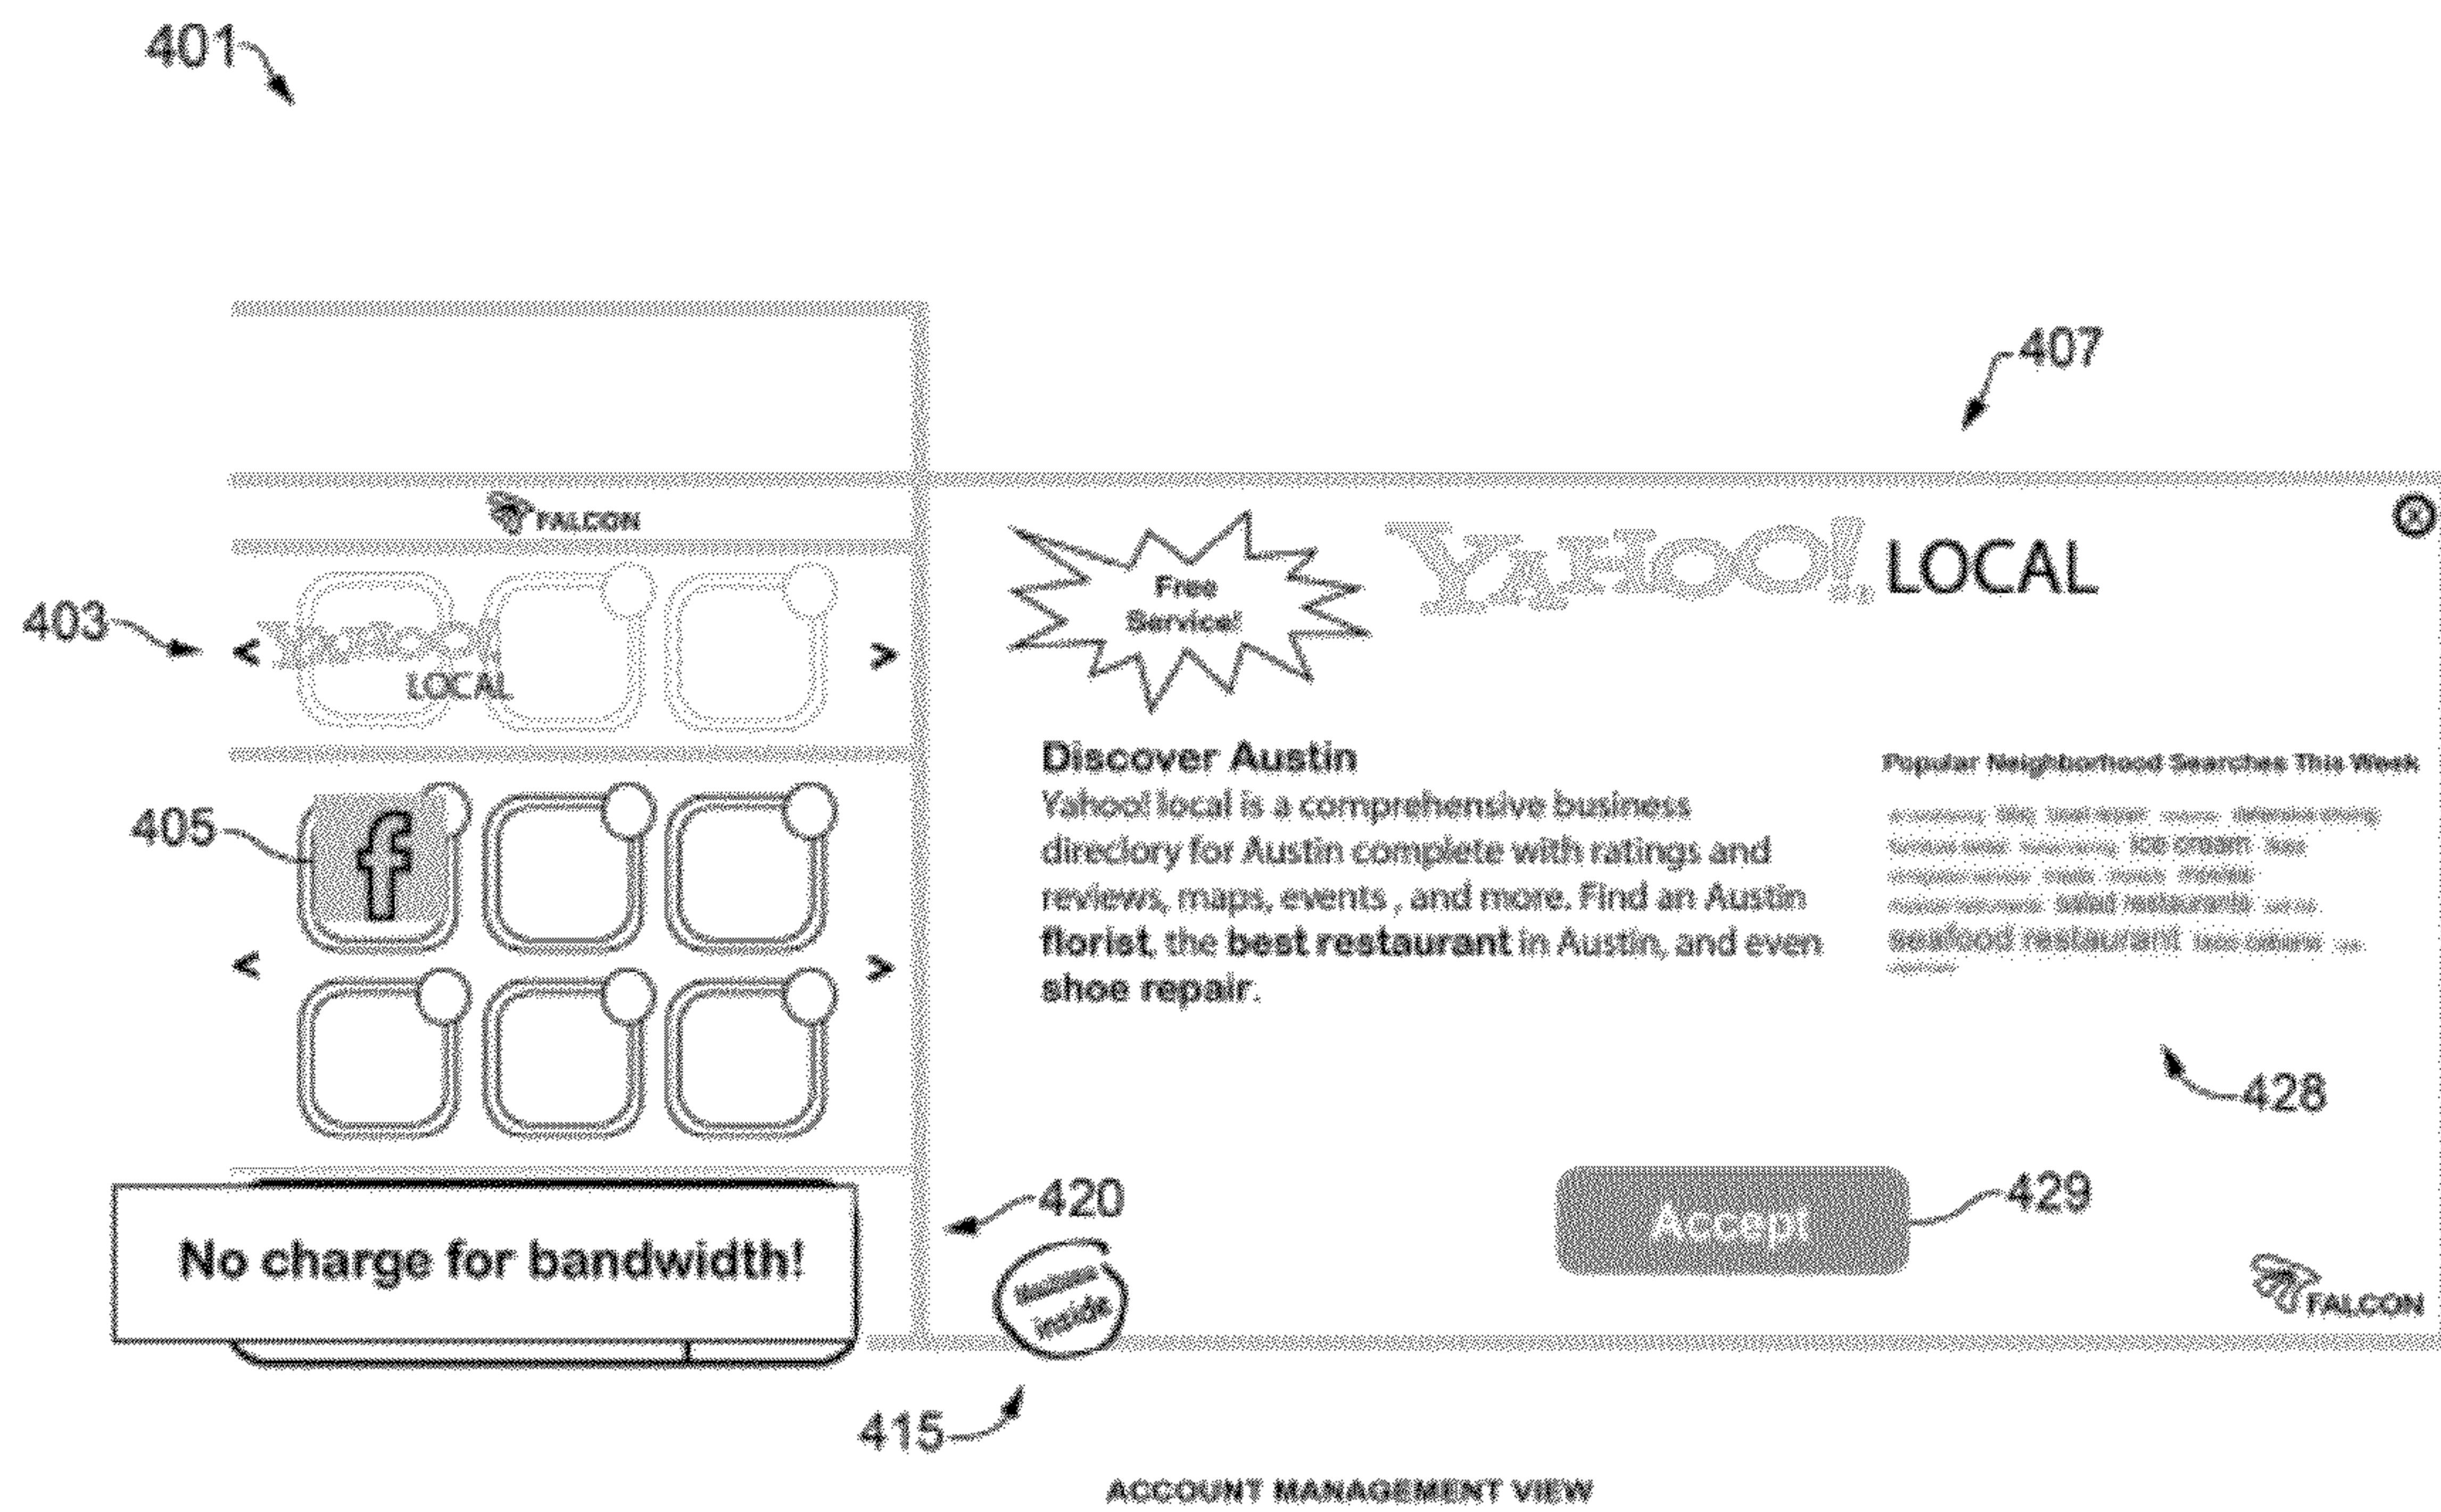 401
407
FALCON
403
<
Yahoo!
LOCAL
>
Free
Service!
YAHOO!
LOCAL
x
405
f
<
>
Discover Austin
Yahoo! local is a comprehensive business
directory for Austin complete with ratings and
reviews, maps, events , and more. Find an Austin
florist, the best restaurant in Austin, and even
shoe repair.
Popular Neighborhood Searches This Week
ice cream
salad restaurants
seafood restaurant
428
No charge for bandwidth!
420
inside
415
Accept
429
FALCON
ACCOUNT MANAGEMENT VIEW